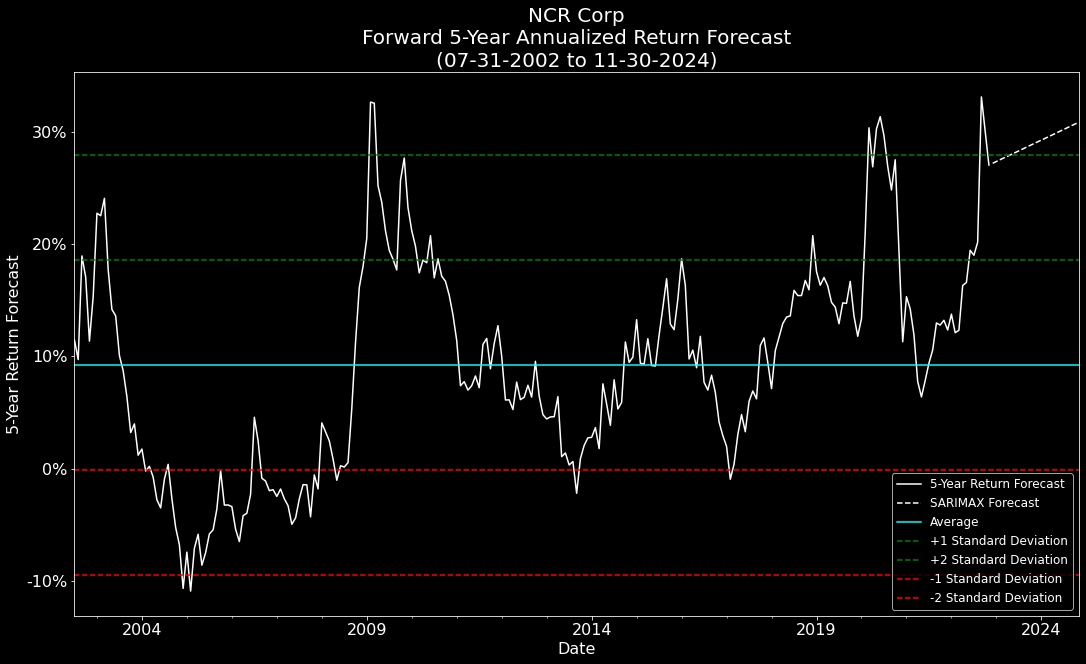 NCR Corp
Forward 5-Year Annualized Return Forecast
(07-31-2002 to 11-30-2024)
5-Year Return Forecast
30%
20%
10%
0%
-10%
5-Year Return Forecast
SARIMAX Forecast
Average
+1 Standard Deviation
+2 Standard Deviation
-1 Standard Deviation
-2 Standard Deviation
2004
2009
2014
2019
2024
Date